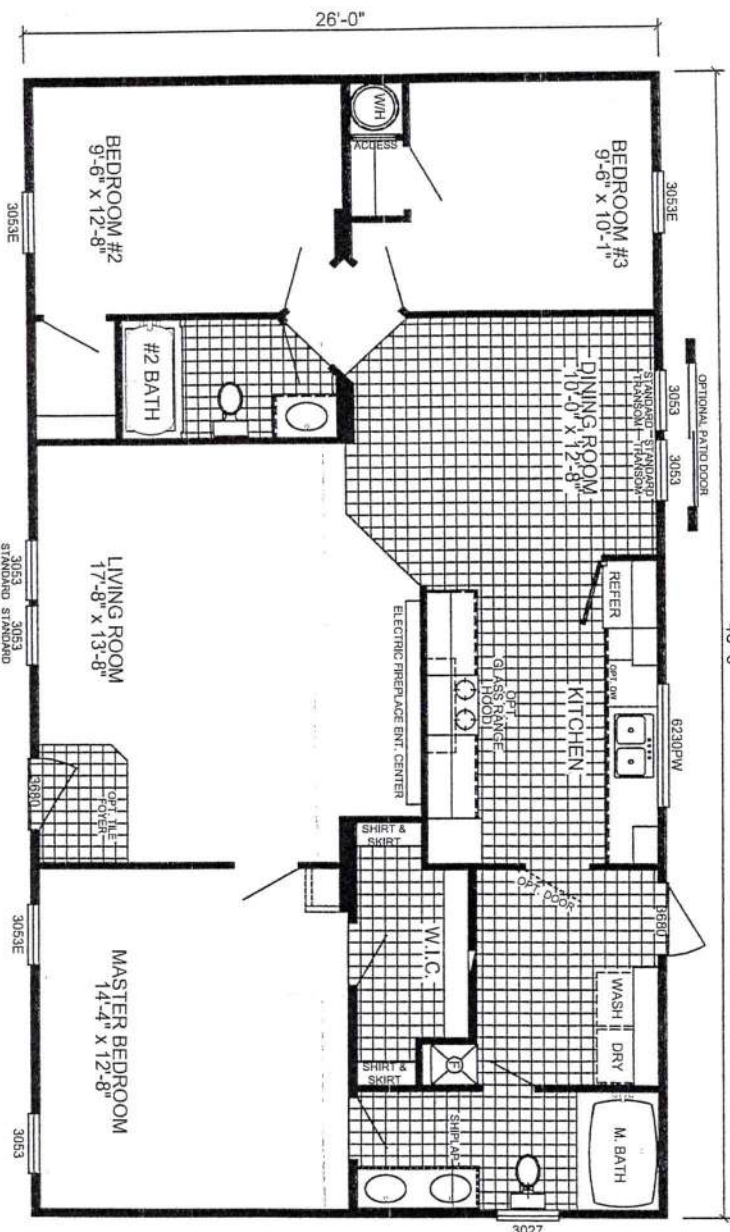 26'-0"
W/H
ACCESS
BEDROOM #2
9'-6" x 12'-8"
3053E
BEDROOM #3
9'-6" x 10'-1"
3053E
#2 BATH
DINING ROOM
10'-0" x 12'-8"
STANDARD
TRANSOM
STANDARD
TRANSOM
3053
3053
OPTIONAL PATIO DOOR
LIVING ROOM
17'-8" x 13'-8"
3053
STANDARD
3053
STANDARD
ELECTRIC FIREPLACE ENT. CENTER
OPT.
GLASS RANGE
HOOD
KITCHEN
REFER
OPT. DW
6230PW
OPT. TILE
FOYER
3680
SHIRT &
SKIRT
W.I.C.
OPT. DOOR
3680
WASH
DRY
SHIRT &
SKIRT
F
MASTER BEDROOM
14'-4" x 12'-8"
3053E
3053
SHIPLAP
M. BATH
3027